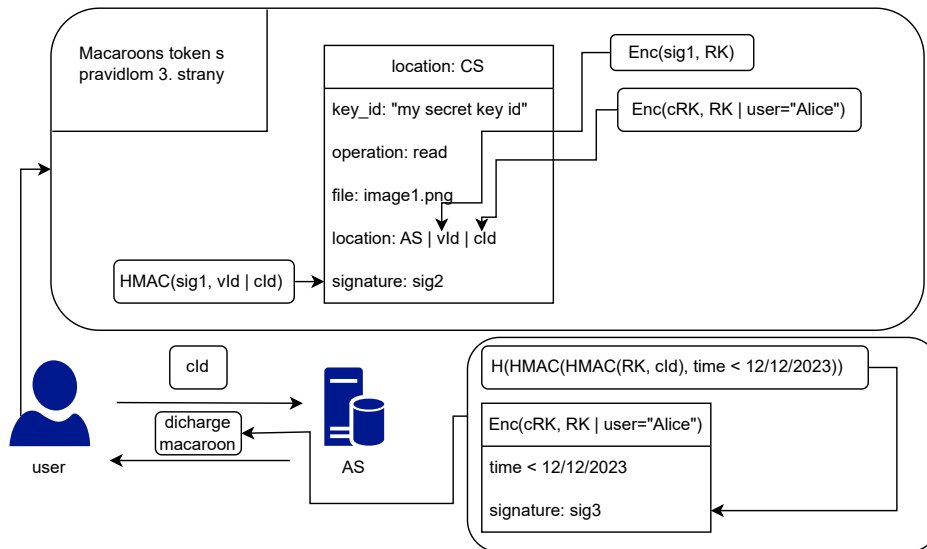 Macaroons token s
pravidlom 3. strany
location: CS
key_id: "my secret key id"
operation: read
file: image1.png
location: AS | vId | cId
signature: sig2
Enc(sig1, RK)
Enc(cRK, RK | user="Alice")
HMAC(sig1, vId | cId)
cId
dicharge
macaroon
user
AS
H(HMAC(HMAC(RK, cId), time < 12/12/2023))
Enc(cRK, RK | user="Alice")
time < 12/12/2023
signature: sig3